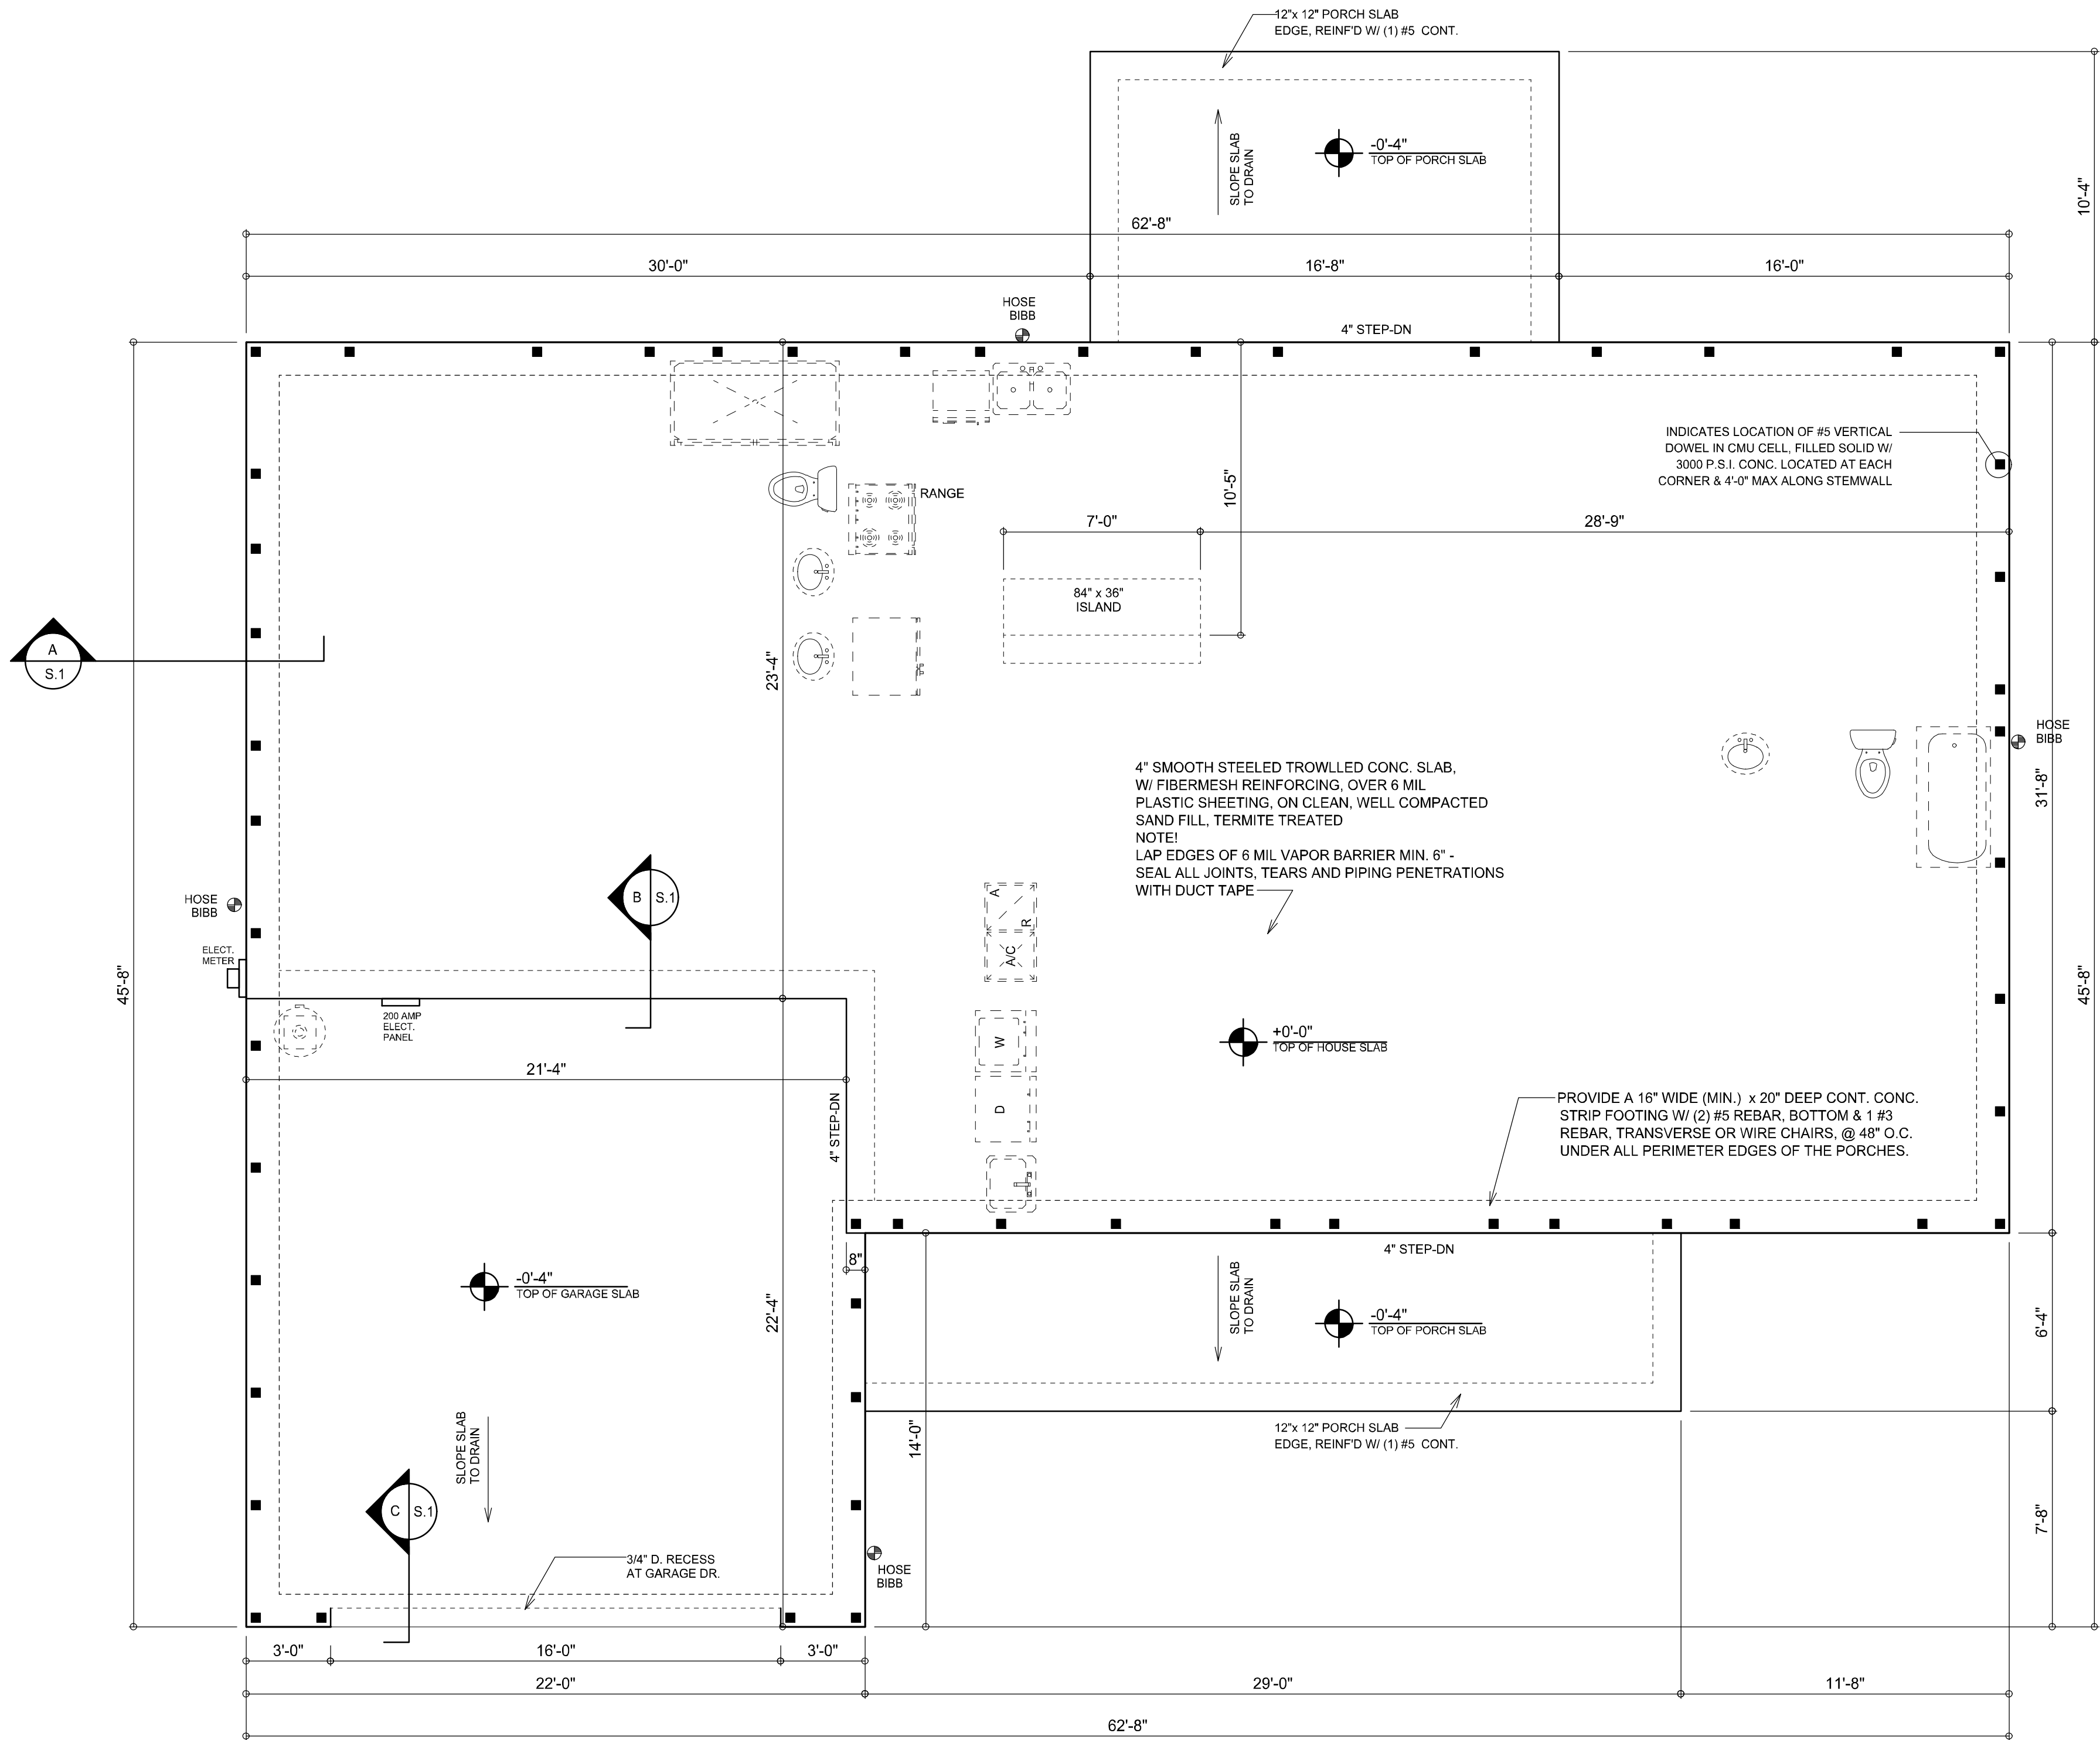 12"x 12" PORCH SLAB
EDGE, REINF'D W/ (1) #5 CONT.
SLOPE SLAB
TO DRAIN
-0'-4"
TOP OF PORCH SLAB
10'-4"
62'-8"
30'-0"
16'-8"
16'-0"
HOSE
BIBB
4" STEP-DN
INDICATES LOCATION OF #5 VERTICAL
DOWEL IN CMU CELL, FILLED SOLID W/
3000 P.S.I. CONC. LOCATED AT EACH
CORNER & 4'-0" MAX ALONG STEMWALL
10'-5"
RANGE
7'-0"
28'-9"
84" x 36"
ISLAND
A
S.1
23'-4"
HOSE
BIBB
31'-8"
4" SMOOTH STEELED TROWLLED CONC. SLAB,
W/ FIBERMESH REINFORCING, OVER 6 MIL
PLASTIC SHEETING, ON CLEAN, WELL COMPACTED
SAND FILL, TERMITE TREATED
NOTE!
LAP EDGES OF 6 MIL VAPOR BARRIER MIN. 6" -
SEAL ALL JOINTS, TEARS AND PIPING PENETRATIONS
WITH DUCT TAPE
HOSE
BIBB
B S.1
A
R
A/C
ELECT.
METER
45'-8"
45'-8"
200 AMP
ELECT.
PANEL
W
+0'-0"
TOP OF HOUSE SLAB
21'-4"
4" STEP-DN
D
PROVIDE A 16" WIDE (MIN.) x 20" DEEP CONT. CONC.
STRIP FOOTING W/ (2) #5 REBAR, BOTTOM & 1 #3
REBAR, TRANSVERSE OR WIRE CHAIRS, @ 48" O.C.
UNDER ALL PERIMETER EDGES OF THE PORCHES.
4" STEP-DN
8"
-0'-4"
TOP OF GARAGE SLAB
22'-4"
SLOPE SLAB
TO DRAIN
-0'-4"
TOP OF PORCH SLAB
6'-4"
12"x 12" PORCH SLAB
EDGE, REINF'D W/ (1) #5 CONT.
14'-0"
SLOPE SLAB
TO DRAIN
C S.1
7'-8"
3/4" D. RECESS
AT GARAGE DR.
HOSE
BIBB
3'-0"
16'-0"
3'-0"
22'-0"
29'-0"
11'-8"
62'-8"